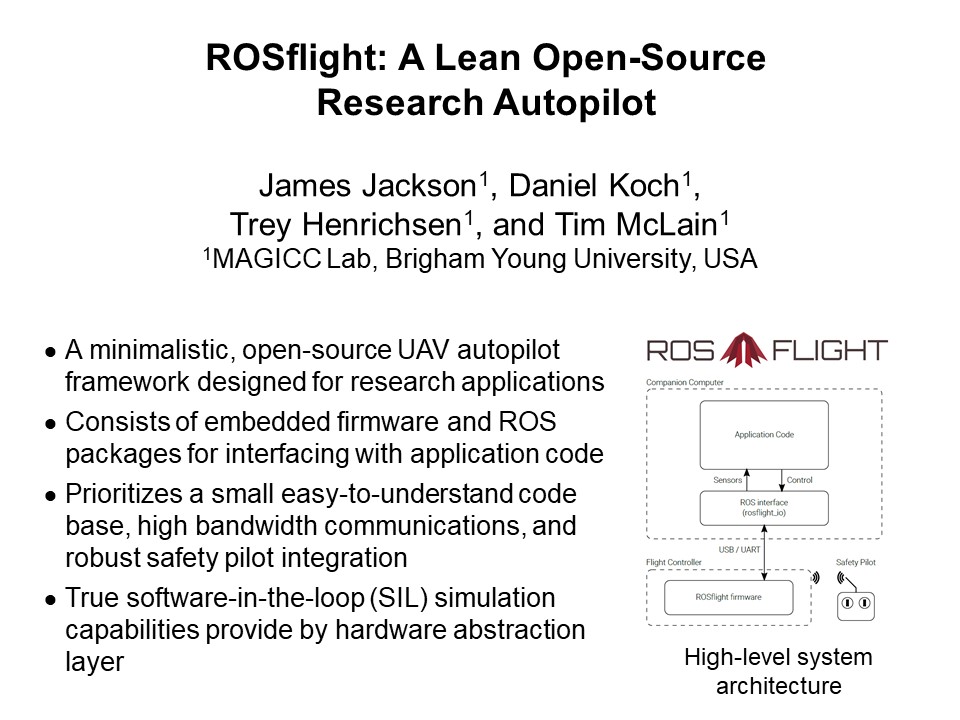 ROSflight: A Lean Open-Source
Research Autopilot
James Jackson¹, Daniel Koch¹,
Trey Henrichsen¹, and Tim McLain¹
¹MAGICC Lab, Brigham Young University, USA
• A minimalistic, open-source UAV autopilot
framework designed for research applications
• Consists of embedded firmware and ROS
packages for interfacing with application code
• Prioritizes a small easy-to-understand code
base, high bandwidth communications, and
robust safety pilot integration
• True software-in-the-loop (SIL) simulation
capabilities provide by hardware abstraction
layer
ROS FLIGHT
Companion Computer
Application Code
Sensors
Control
ROS interface
(rosflight_io)
USB / UART
Flight Controller
Safety Pilot
ROSflight firmware
High-level system
architecture